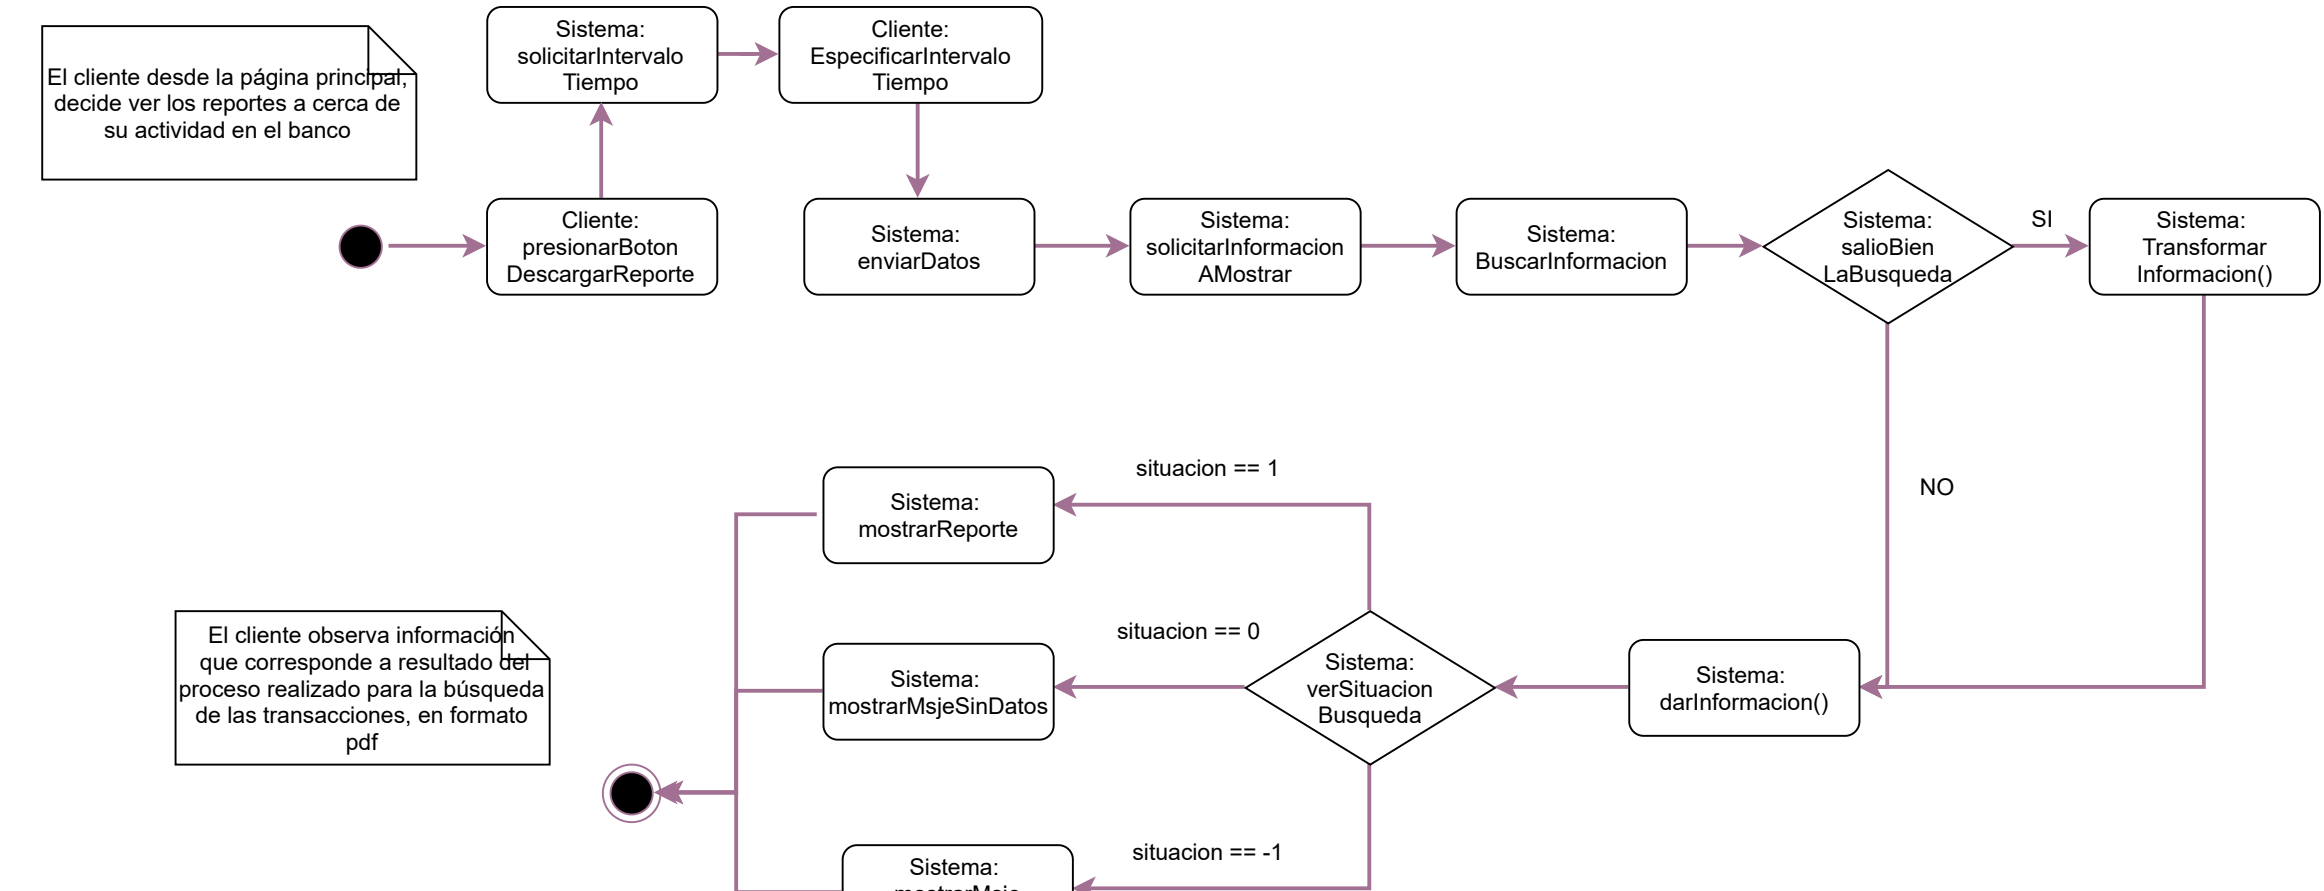 El cliente desde la página principal,
decide ver los reportes a cerca de
su actividad en el banco
Sistema:
solicitarIntervalo
Tiempo
Cliente:
EspecificarIntervalo
Tiempo
Cliente:
presionarBoton
DescargarReporte
Sistema:
enviarDatos
Sistema:
solicitarInformacion
AMostrar
Sistema:
BuscarInformacion
Sistema:
salioBien
LaBusqueda
SI
Sistema:
Transformar
Informacion()
NO
Sistema:
darInformacion()
Sistema:
verSituacion
Busqueda
situacion == 1
Sistema:
mostrarReporte
situacion == 0
Sistema:
mostrarMsjeSinDatos
situacion == -1
Sistema:
mostrarMsje
El cliente observa información
que corresponde a resultado del
proceso realizado para la búsqueda
de las transacciones, en formato
pdf